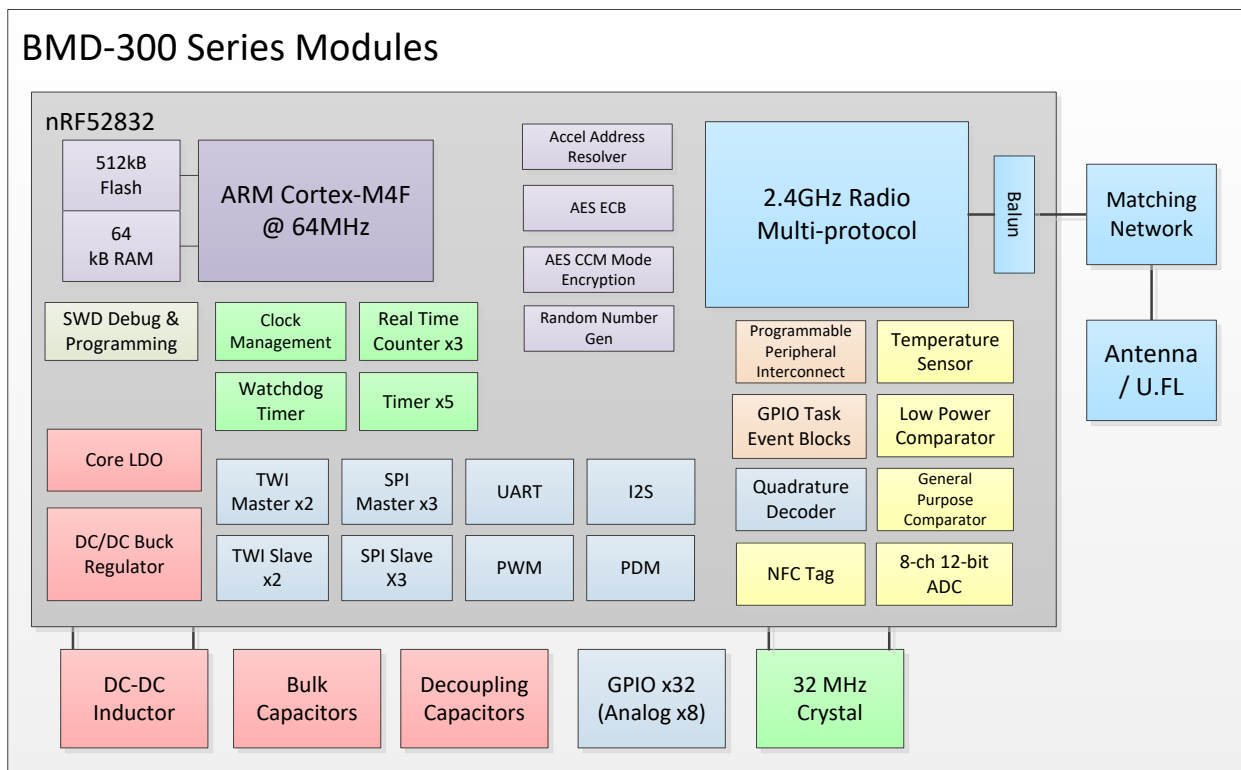 BMD-300 Series Modules
nRF52832
512kB
Flash
64
kB RAM
ARM Cortex-M4F
@ 64MHz
Accel Address
Resolver
AES ECB
AES CCM Mode
Encryption
Random Number
Gen
2.4GHz Radio
Multi-protocol
Balun
Matching
Network
Antenna
/ U.FL
SWD Debug &
Programming
Clock
Management
Real Time
Counter x3
Watchdog
Timer
Timer x5
Programmable
Peripheral
Interconnect
Temperature
Sensor
GPIO Task
Event Blocks
Low Power
Comparator
Core LDO
DC/DC Buck
Regulator
TWI
Master x2
SPI
Master x3
UART
I2S
Quadrature
Decoder
General
Purpose
Comparator
TWI Slave
x2
SPI Slave
X3
PWM
PDM
NFC Tag
8-ch 12-bit
ADC
DC-DC
Inductor
Bulk
Capacitors
Decoupling
Capacitors
GPIO x32
(Analog x8)
32 MHz
Crystal